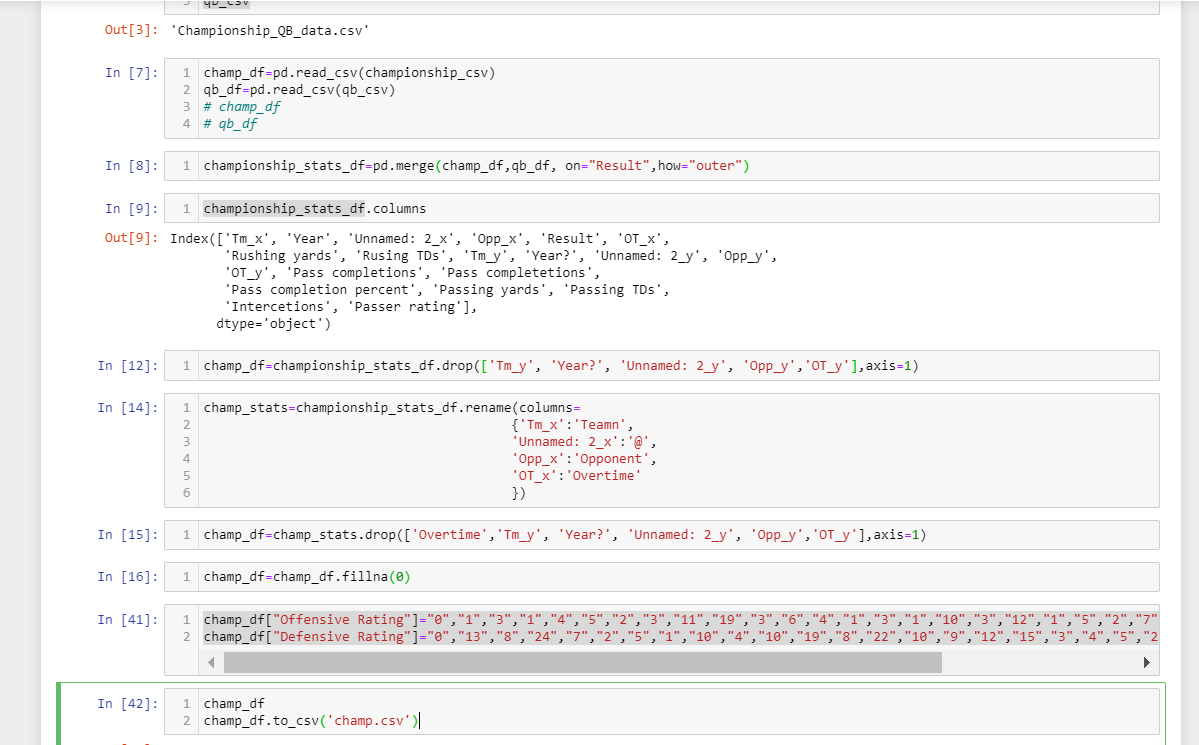 Out[3]: 'Championship_QB_data.csv'
In [7]: 1 champ_df=pd.read_csv(championship_csv)
2 qb_df=pd.read_csv(qb_csv)
3 # champ_df
4 # qb_df
In [8]: 1 championship_stats_df=pd.merge(champ_df,qb_df, on="Result",how="outer")
In [9]: 1 championship_stats_df.columns
Out[9]: Index(['Tm_x', 'Year', 'Unnamed: 2_x', 'Opp_x', 'Result', 'OT_x',
'Rushing yards', 'Rusing TDs', 'Tm_y', 'Year?', 'Unnamed: 2_y', 'Opp_y',
'OT_y', 'Pass completions', 'Pass completetions',
'Pass completion percent', 'Passing yards', 'Passing TDs',
'Intercetions', 'Passer rating'],
dtype='object')
In [12]: 1 champ_df=championship_stats_df.drop(['Tm_y', 'Year?', 'Unnamed: 2_y', 'Opp_y','OT_y'],axis=1)
In [14]: 1 champ_stats=championship_stats_df.rename(columns=
2 {'Tm_x':'Teamn',
3 'Unnamed: 2_x':'@',
4 'Opp_x':'Opponent',
5 'OT_x':'Overtime'
6 })
In [15]: 1 champ_df=champ_stats.drop(['Overtime','Tm_y', 'Year?', 'Unnamed: 2_y', 'Opp_y','OT_y'],axis=1)
In [16]: 1 champ_df=champ_df.fillna(0)
In [41]: 1 champ_df["Offensive Rating"]="0","1","3","1","4","5","2","3","11","19","3","6","4","1","3","1","10","3","12","1","5","2","7"
2 champ_df["Defensive Rating"]="0","13","8","24","7","2","5","1","10","4","10","19","8","22","10","9","12","15","3","4","5","2
In [42]: 1 champ_df
2 champ_df.to_csv('champ.csv')